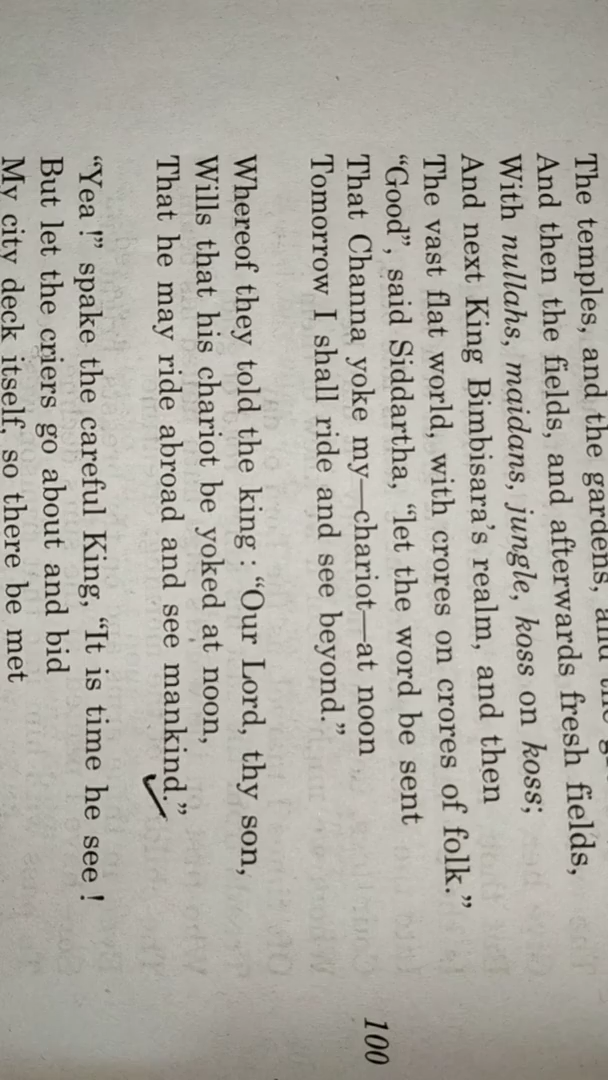 The temples, and the gardens, and the
And then the fields, and afterwards fresh fields,
With nullahs, maidans, jungle, koss on koss;
And next King Bimbisara's realm, and then
The vast flat world, with crores on crores of folk."
"Good", said Siddartha, "let the word be sent
That Channa yoke my—chariot—at noon
Tomorrow I shall ride and see beyond."
100
Whereof they told the king : "Our Lord, thy son,
Wills that his chariot be yoked at noon,
That he may ride abroad and see mankind."
"Yea !" spake the careful King, "It is time he see !
But let the criers go about and bid
My city deck itself, so there be met